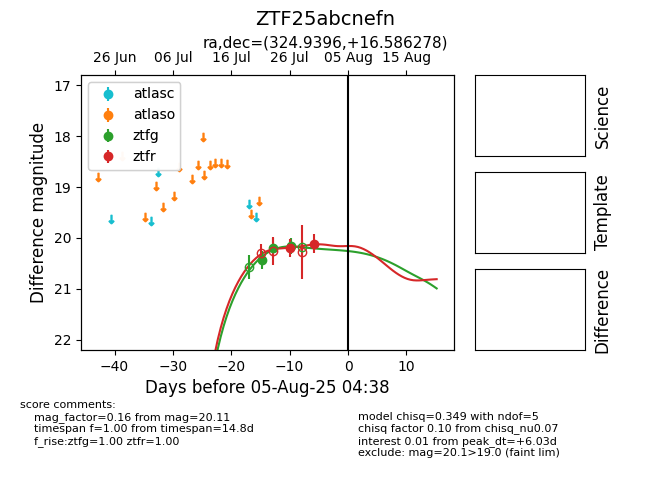 ZTF25abcnefn
ra,dec=(324.9396,+16.586278)
26 Jun 06 Jul 16 Jul 26 Jul 05 Aug 15 Aug
atlasc
atlaso
ztfg
ztfr
17
18
19
20
21
22
Difference magnitude
−40 −30 −20 −10 0 10
Days before 05-Aug-25 04:38
Science
Template
Difference
score comments:
mag_factor=0.16 from mag=20.11
timespan f=1.00 from timespan=14.8d
f_rise:ztfg=1.00 ztfr=1.00
model chisq=0.349 with ndof=5
chisq factor 0.10 from chisq_nu0.07
interest 0.01 from peak_dt=+6.03d
exclude: mag=20.1>19.0 (faint lim)